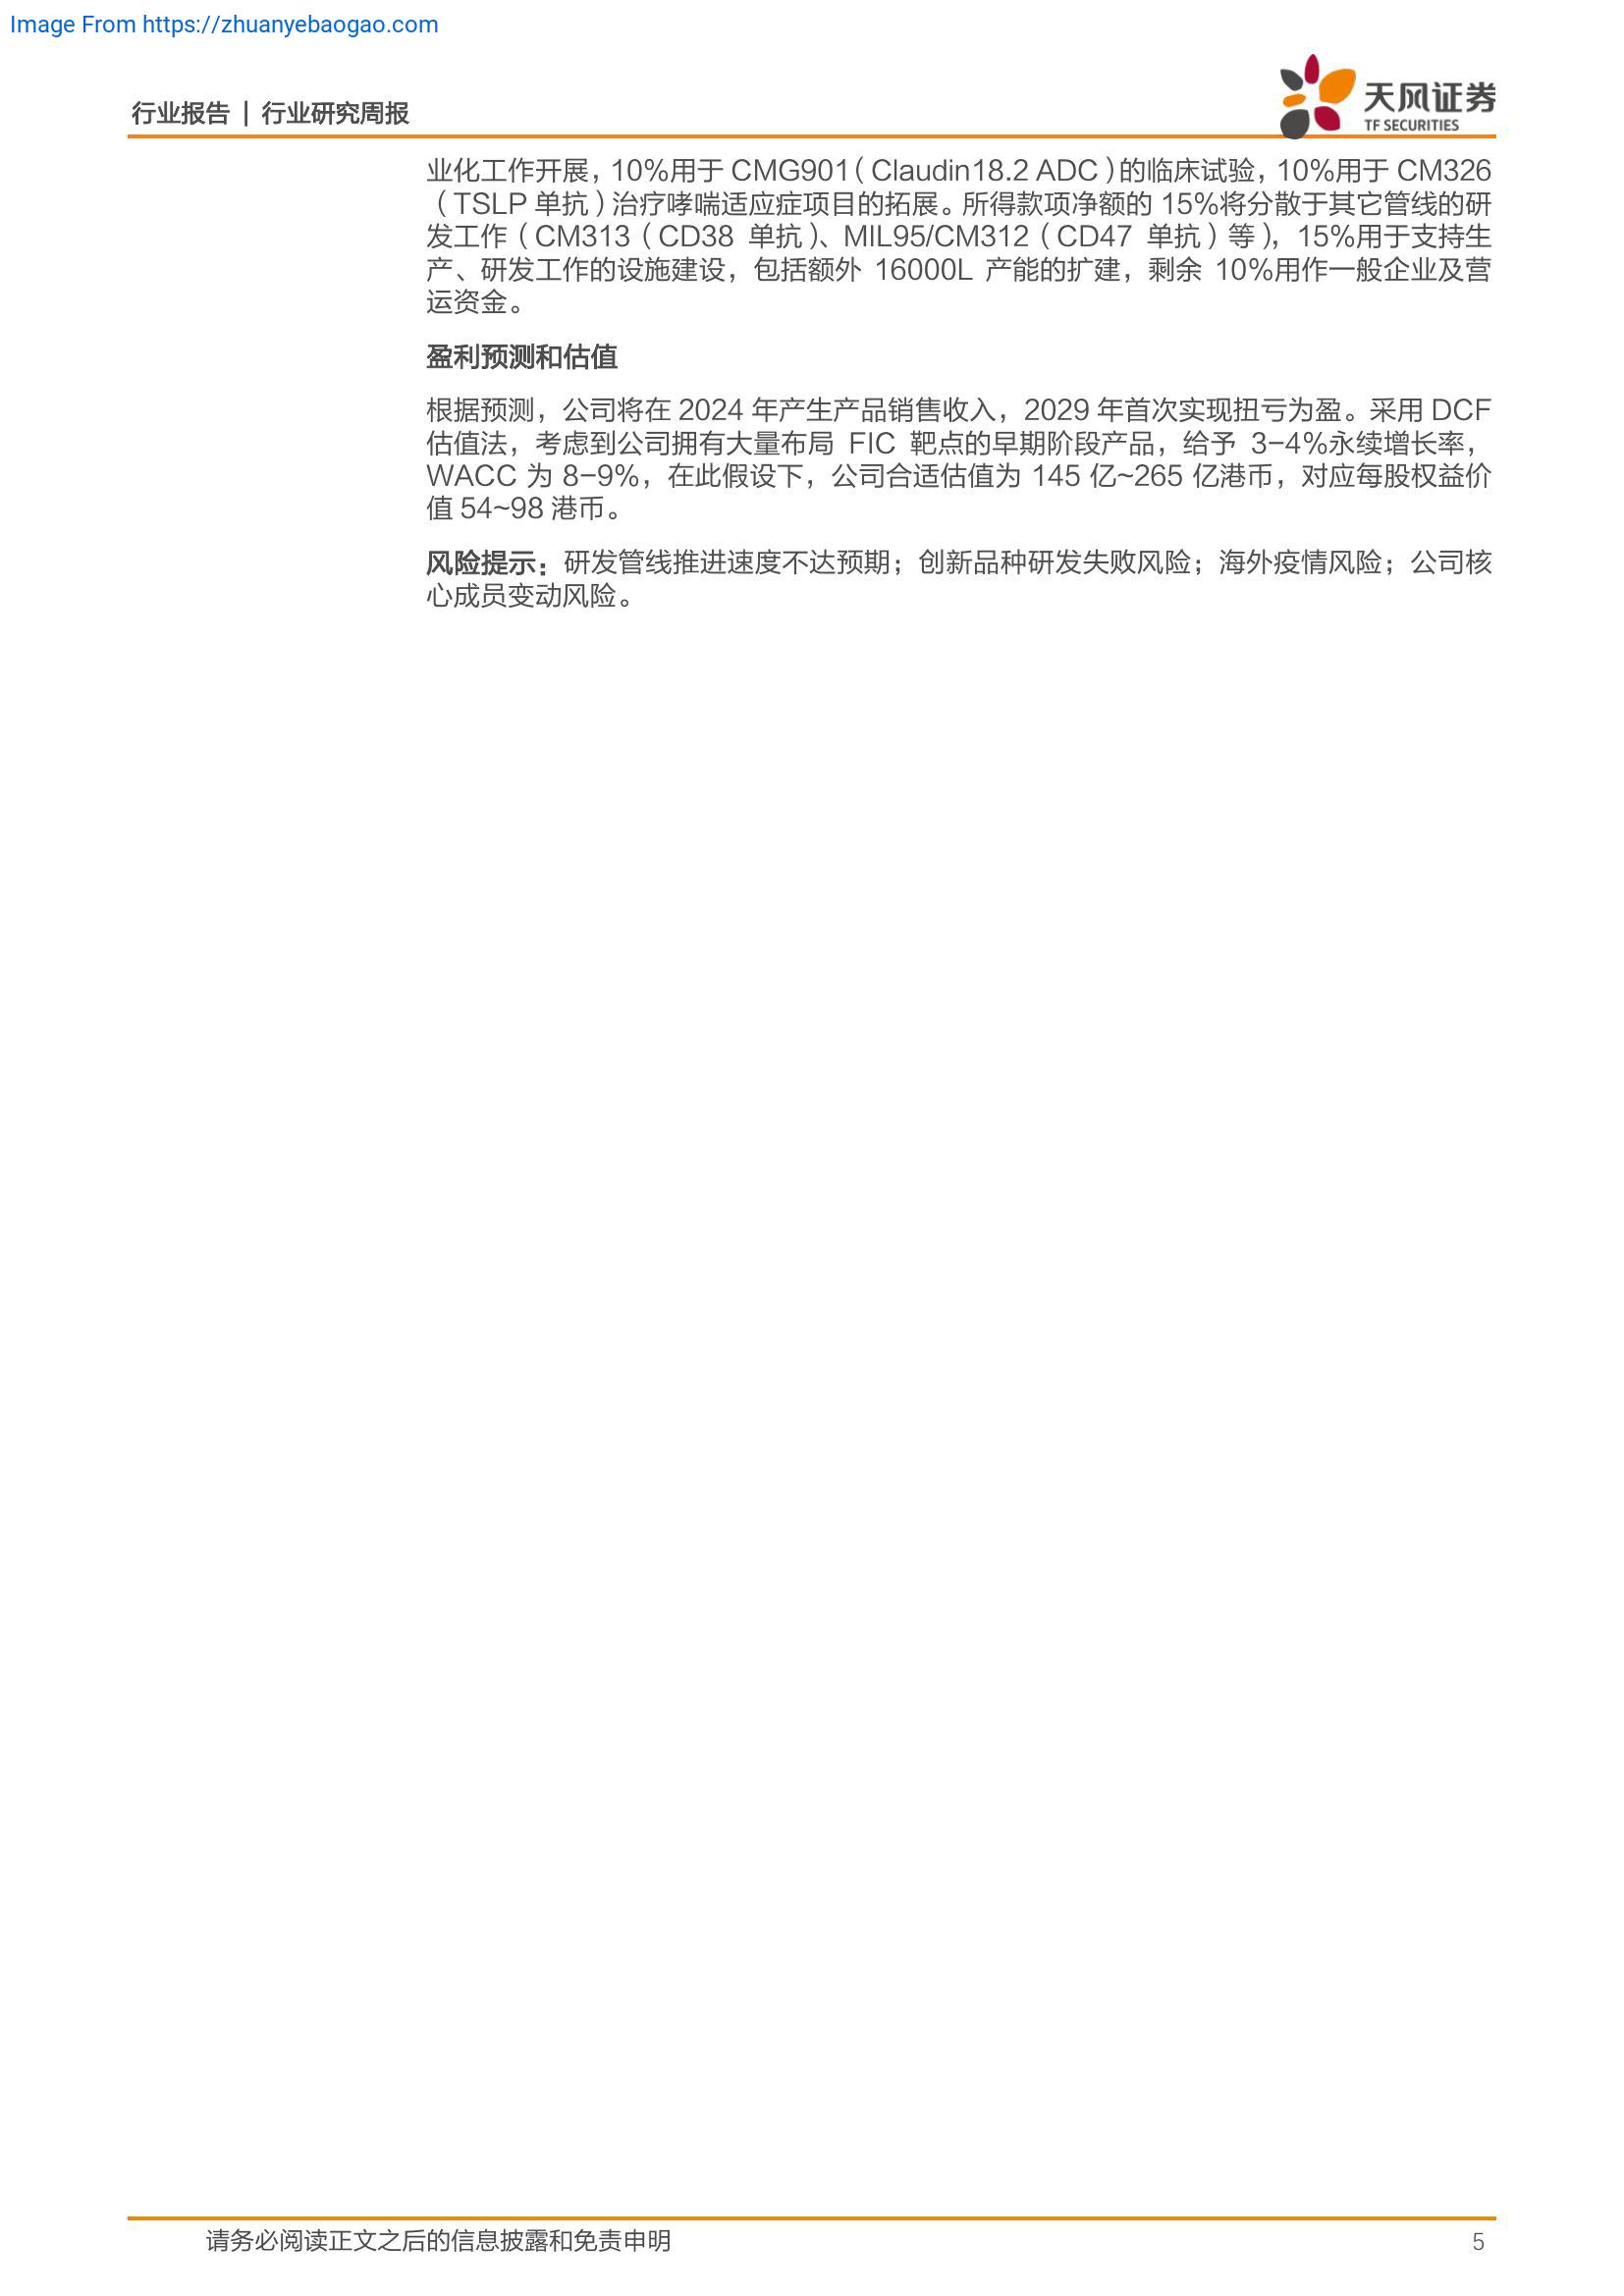 Image From https://zhuanyebaogao.com
行业报告 | 行业研究周报
天风证券
TF SECURITIES
业化工作开展，10%用于 CMG901（Claudin18.2 ADC）的临床试验，10%用于 CM326
（TSLP 单抗）治疗哮喘适应症项目的拓展。所得款项净额的 15%将分散于其它管线的研
发工作（CM313（CD38 单抗）、MIL95/CM312（CD47 单抗）等），15%用于支持生
产、研发工作的设施建设，包括额外 16000L 产能的扩建，剩余 10%用作一般企业及营
运资金。
盈利预测和估值
根据预测，公司将在 2024 年产生产品销售收入，2029 年首次实现扭亏为盈。采用 DCF
估值法，考虑到公司拥有大量布局 FIC 靶点的早期阶段产品，给予 3-4%永续增长率，
WACC 为 8-9%，在此假设下，公司合适估值为 145 亿~265 亿港币，对应每股权益价
值 54~98 港币。
风险提示：研发管线推进速度不达预期；创新品种研发失败风险；海外疫情风险；公司核
心成员变动风险。
请务必阅读正文之后的信息披露和免责申明
5